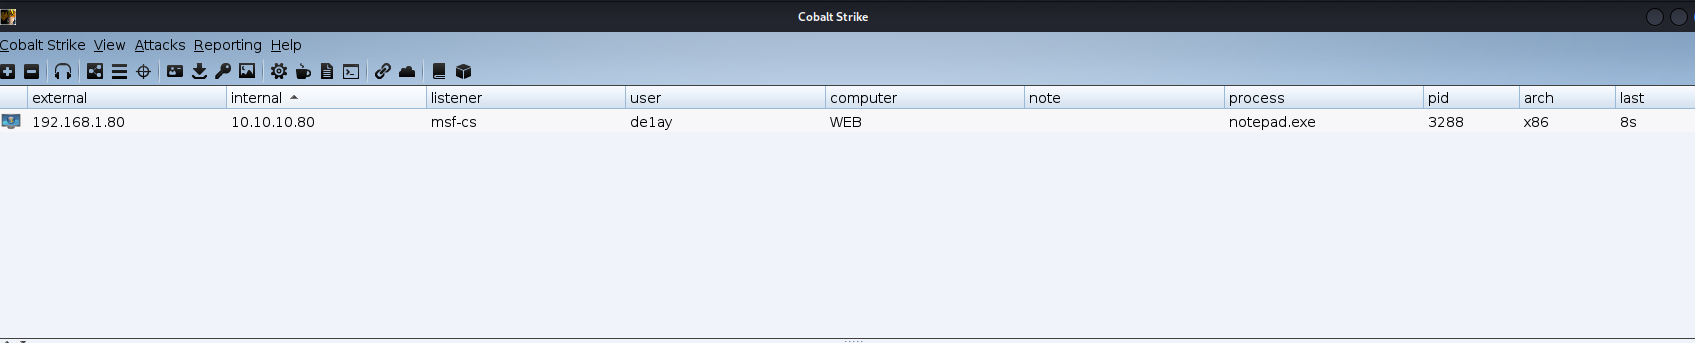 Cobalt Strike
Cobalt Strike View Attacks Reporting Help
external internal listener user computer note process pid arch last
192.168.1.80 10.10.10.80 msf-cs de1ay WEB notepad.exe 3288 x86 8s